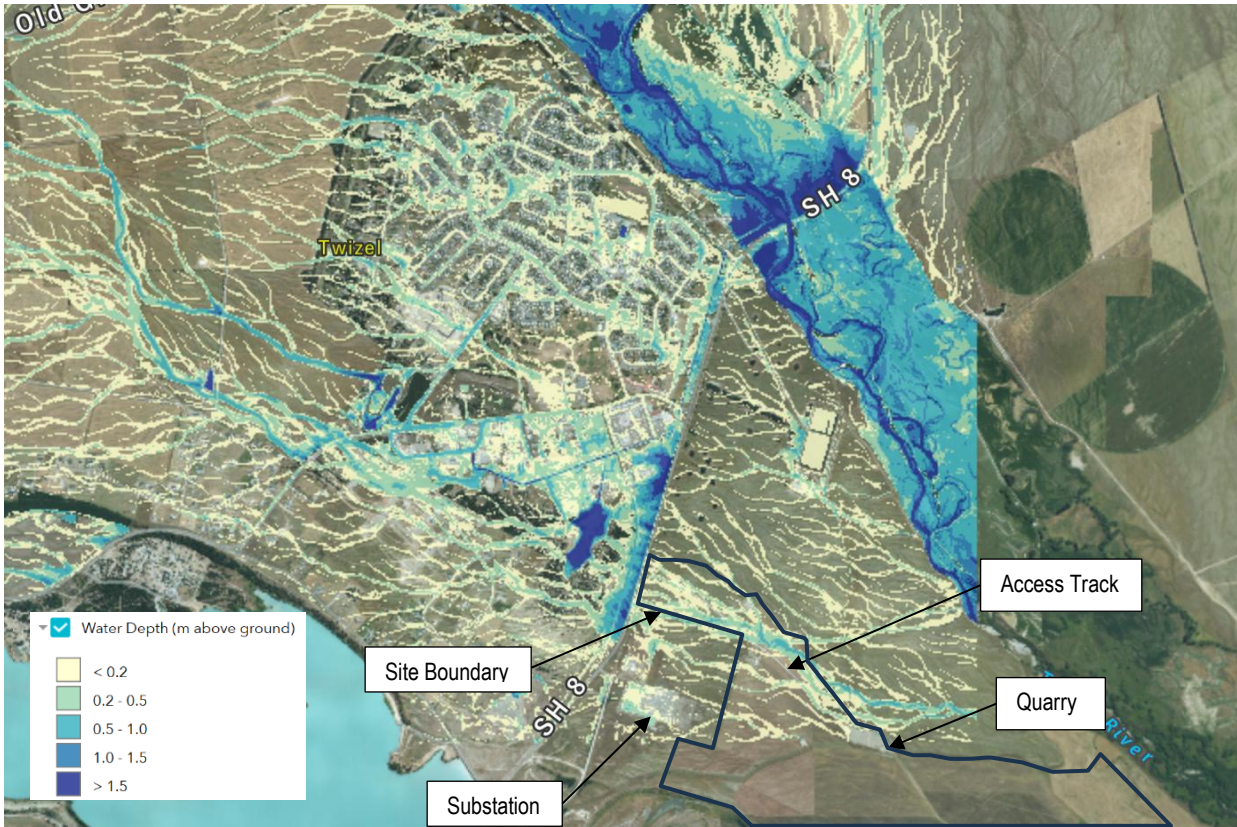 Old G
SH 8
Twizel
Access Track
Water Depth (m above ground)
< 0.2
0.2 - 0.5
0.5 - 1.0
1.0 - 1.5
> 1.5
Site Boundary
SH 8
Quarry
River
Substation